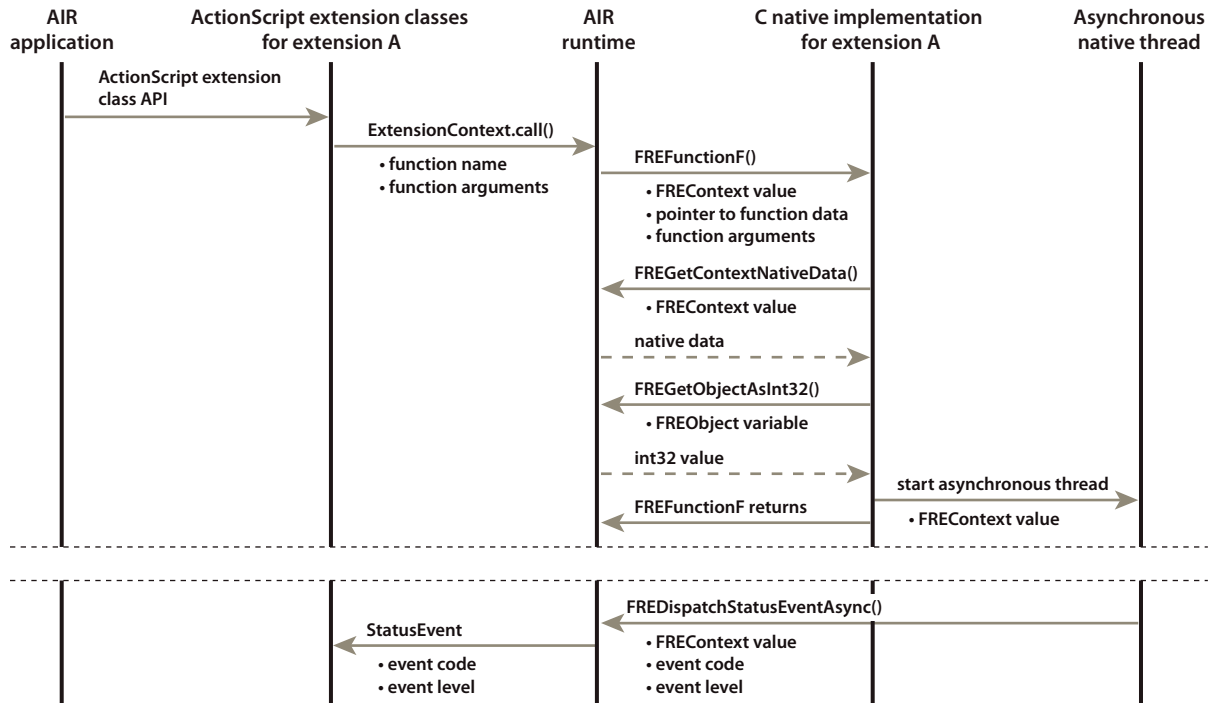 AIR
application
ActionScript extension classes
for extension A
AIR
runtime
C native implementation
for extension A
Asynchronous
native thread
ActionScript extension
class API
ExtensionContext.call()
• function name
• function arguments
FREFunctionF()
• FREContext value
• pointer to function data
• function arguments
FREGetContextNativeData()
• FREContext value
native data
FREGetObjectAsInt32()
• FREObject variable
int32 value
start asynchronous thread
• FREContext value
FREFunctionF returns
FREDispatchStatusEventAsync()
• FREContext value
• event code
• event level
StatusEvent
• event code
• event level